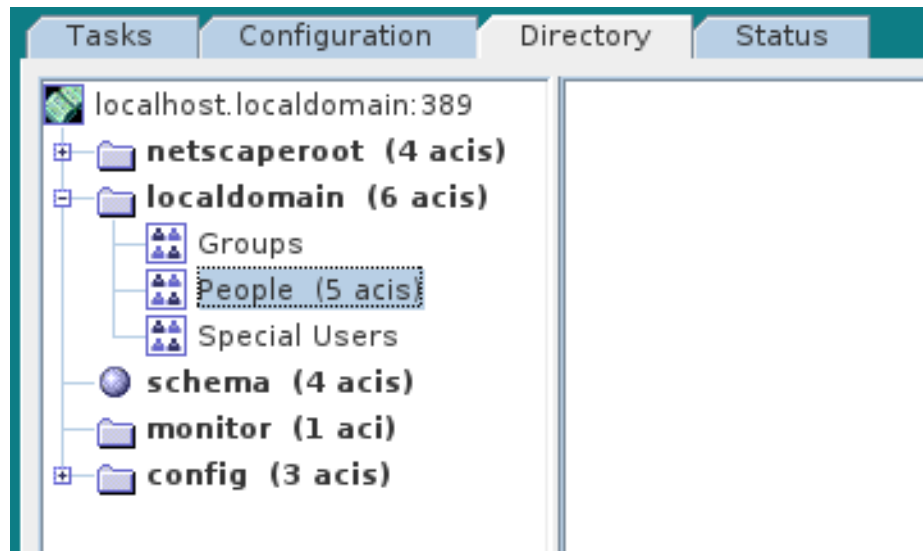 Tasks Configuration Directory Status
localhost.localdomain:389
netscaperoot (4 acis)
localdomain (6 acis)
Groups
People (5 acis)
Special Users
schema (4 acis)
monitor (1 aci)
config (3 acis)